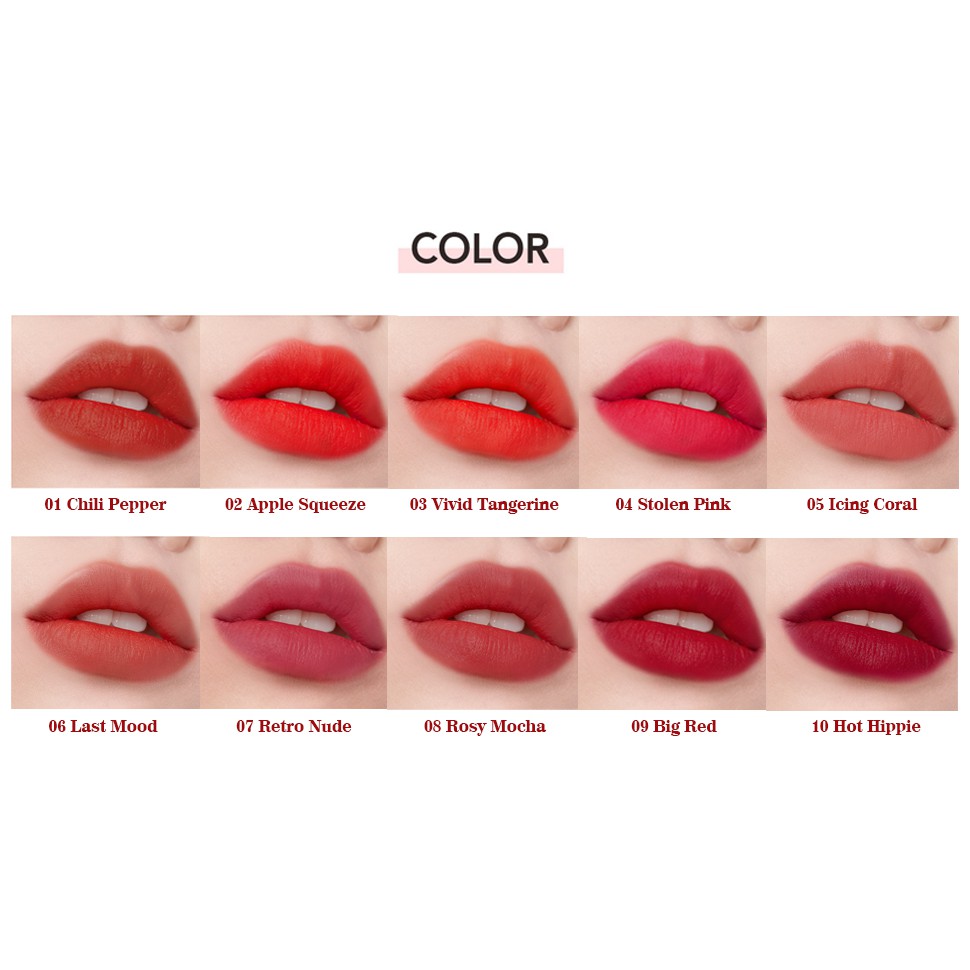 COLOR
01 Chili Pepper
02 Apple Squeeze
03 Vivid Tangerine
04 Stolen Pink
05 Icing Coral
06 Last Mood
07 Retro Nude
08 Rosy Mocha
09 Big Red
10 Hot Hippie